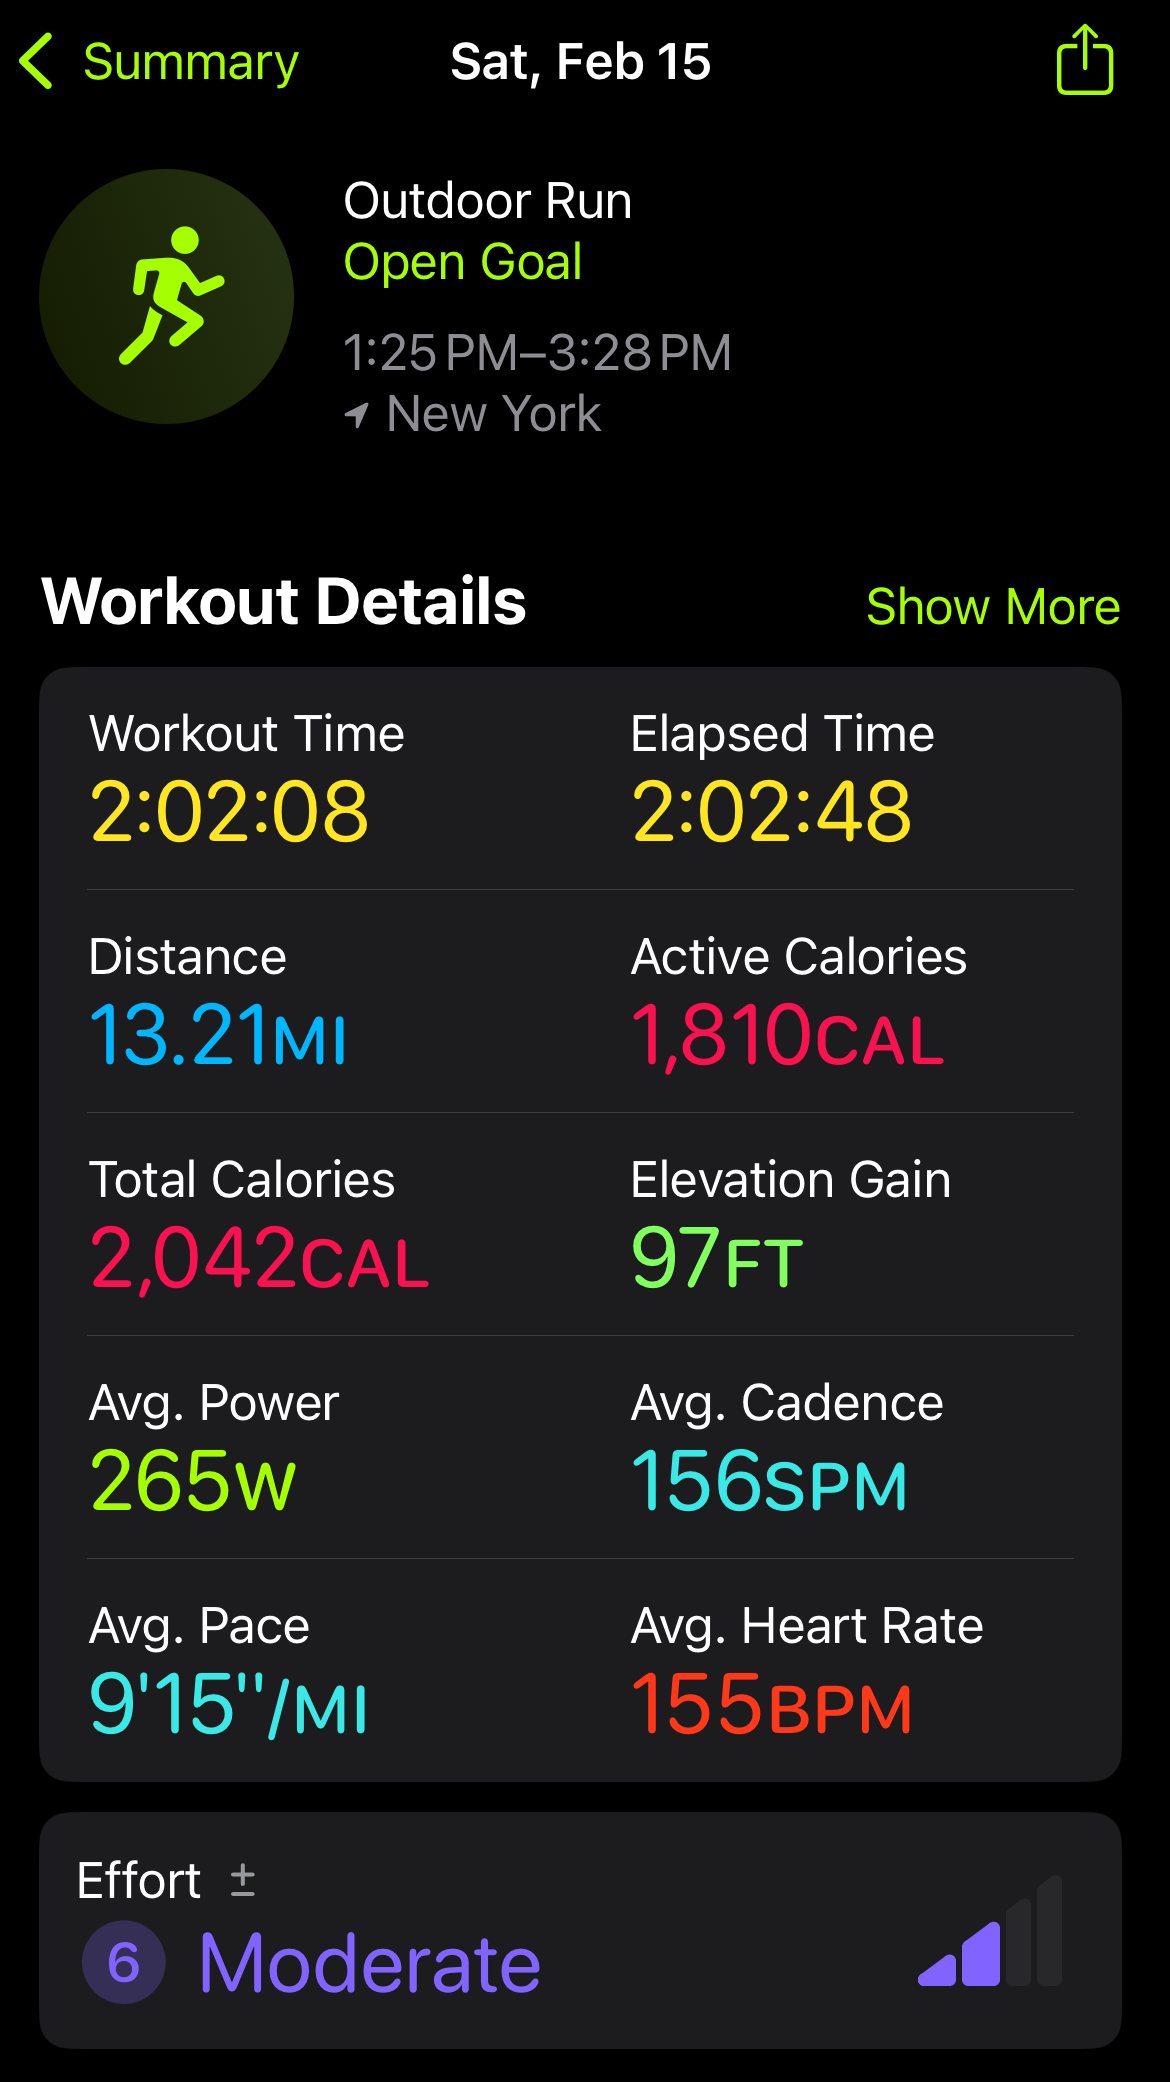 Summary
Sat, Feb 15
Outdoor Run
Open Goal
1:25 PM–3:28 PM
New York
Workout Details
Show More
Workout Time
Elapsed Time
2:02:08
2:02:48
Distance
Active Calories
13.21MI
1,810CAL
Total Calories
Elevation Gain
2,042CAL
97FT
Avg. Power
Avg. Cadence
265W
156SPM
Avg. Pace
Avg. Heart Rate
9'15''/MI
155BPM
Effort ±
6 Moderate